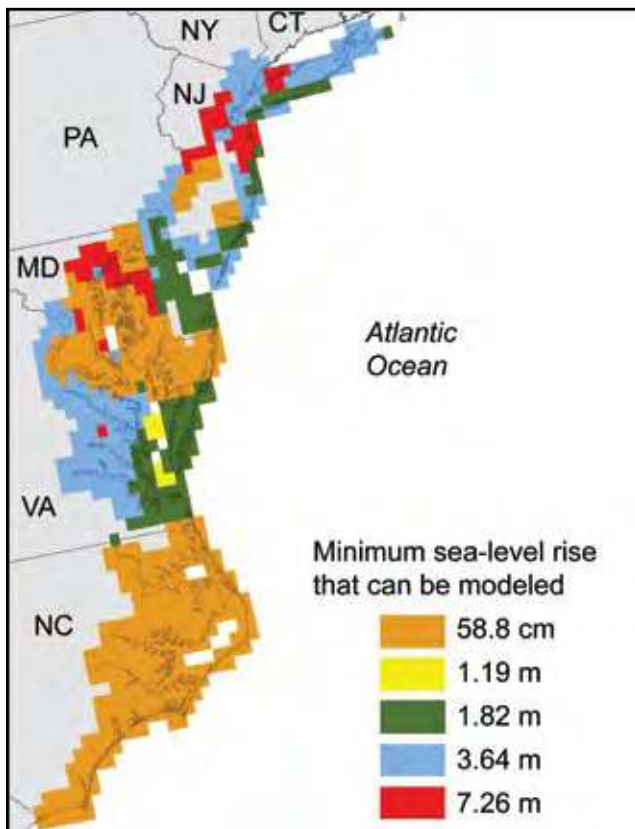 NY
CT
NJ
PA
MD
Atlantic
Ocean
VA
NC
Minimum sea-level rise
that can be modeled
58.8 cm
1.19 m
1.82 m
3.64 m
7.26 m